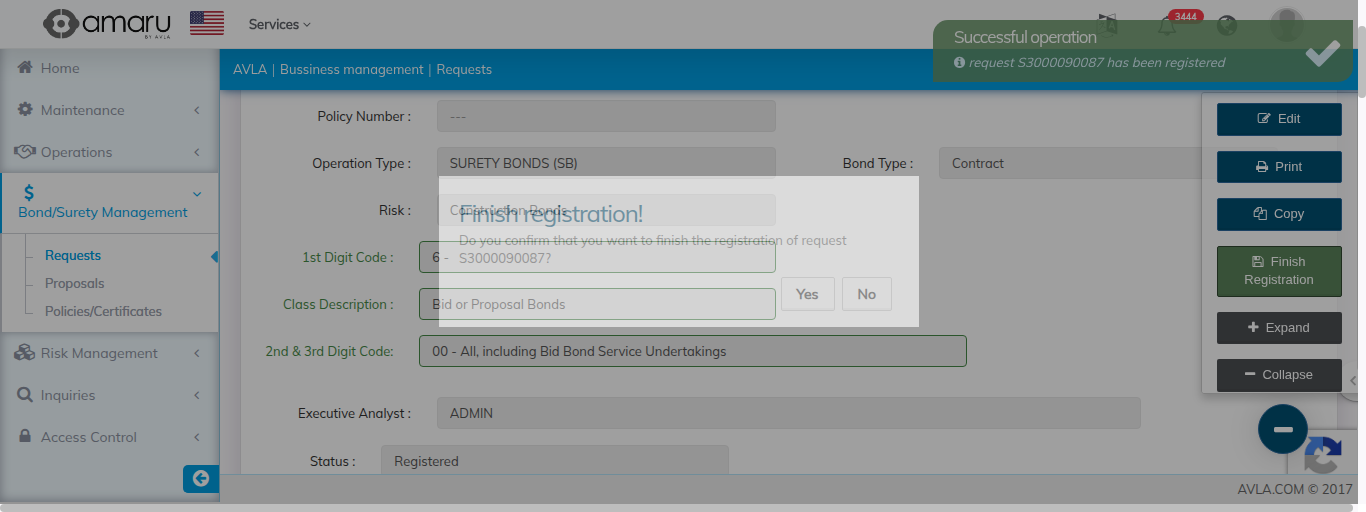 amaru
BY AVLA
Services
3444
Successful operation
request S3000090087 has been registered
Home
Maintenance
Operations
Bond/Surety Management
Requests
Proposals
Policies/Certificates
Risk Management
Inquiries
Access Control
AVLA | Bussiness management | Requests
Policy Number :
---
Operation Type :
SURETY BONDS (SB)
Bond Type :
Contract
Risk :
Construction Bonds
1st Digit Code :
6 -
Class Description :
Bid or Proposal Bonds
2nd & 3rd Digit Code:
00 - All, including Bid Bond Service Undertakings
Executive Analyst :
ADMIN
Status :
Registered
Finish registration!
Do you confirm that you want to finish the registration of request
S3000090087?
Yes
No
Edit
Print
Copy
Finish
Registration
Expand
Collapse
AVLA.COM © 2017